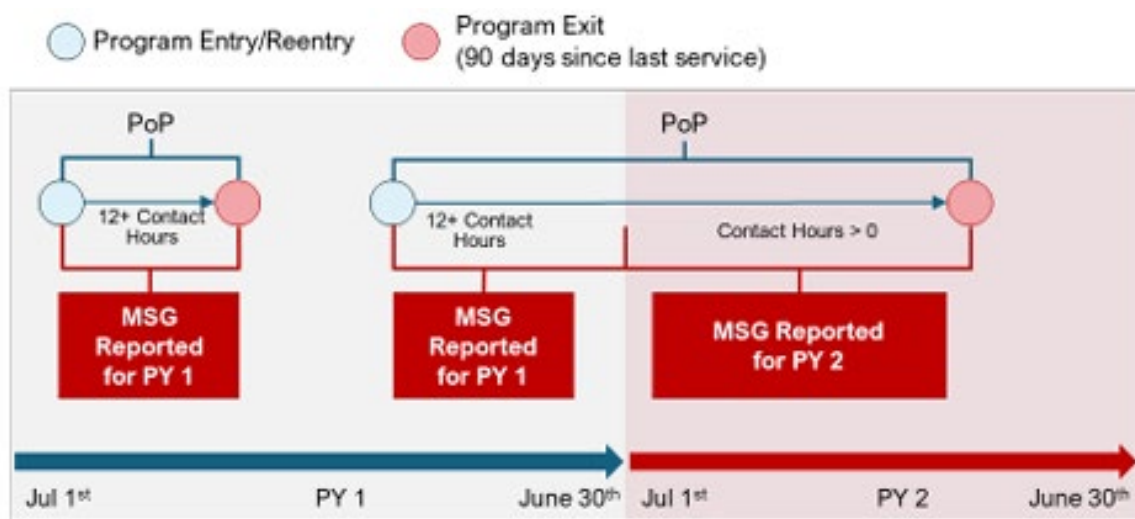 Program Entry/Reentry
Program Exit
(90 days since last service)
PoP
PoP
12+ Contact
Hours
12+ Contact
Hours
Contact Hours > 0
MSG
Reported
for PY 1
MSG
Reported
for PY 1
MSG Reported
for PY 2
Jul 1st
PY 1
June 30th
Jul 1st
PY 2
June 30th